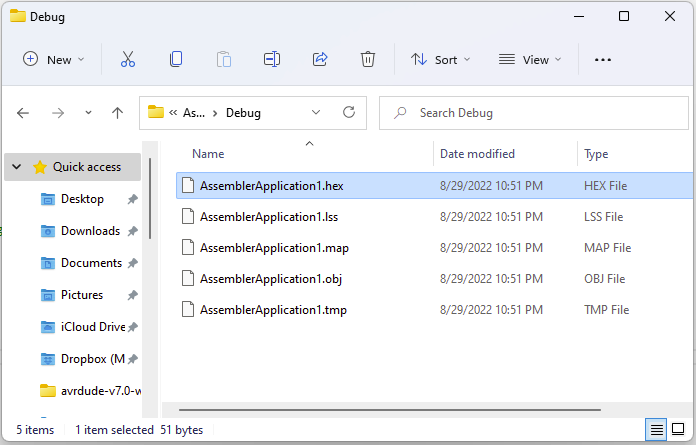 Debug
New
Sort
View
As... Debug
Search Debug
Quick access
Desktop
Downloads
Documents
Pictures
iCloud Drive
Dropbox (M
avrdude-v7.0-w
Name Date modified Type
AssemblerApplication1.hex 8/29/2022 10:51 PM HEX File
AssemblerApplication1.lss 8/29/2022 10:51 PM LSS File
AssemblerApplication1.map 8/29/2022 10:51 PM MAP File
AssemblerApplication1.obj 8/29/2022 10:51 PM OBJ File
AssemblerApplication1.tmp 8/29/2022 10:51 PM TMP File
5 items 1 item selected 51 bytes